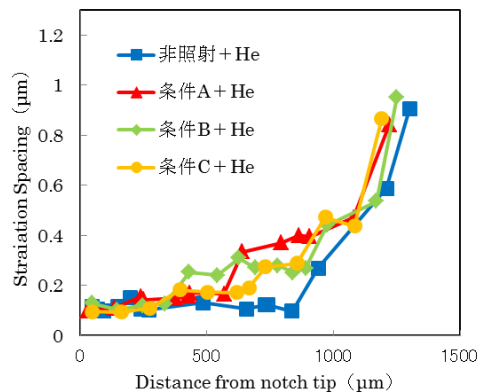 1.2
1
0.8
0.6
0.4
0.2
0
Straiation Spacing (μm)
非照射+He
条件A+He
条件B+He
条件C+He
0
500
1000
1500
Distance from notch tip (μm)